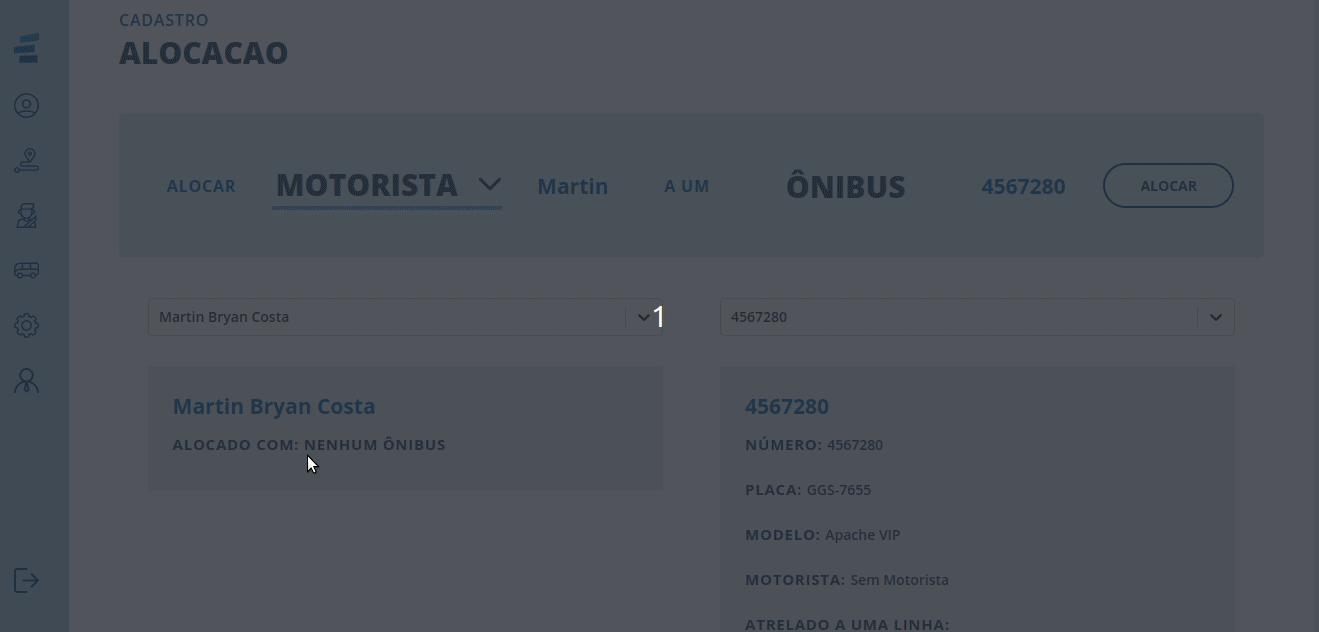 CADASTRO
ALOCACAO
ALOCAR MOTORISTA Martin A UM ÔNIBUS 4567280 ALOCAR
Martin Bryan Costa
1
4567280
Martin Bryan Costa
ALOCADO COM: NENHUM ÔNIBUS
4567280
NÚMERO: 4567280
PLACA: GGS-7655
MODELO: Apache VIP
MOTORISTA: Sem Motorista
ATRELADO A UMA LINHA: